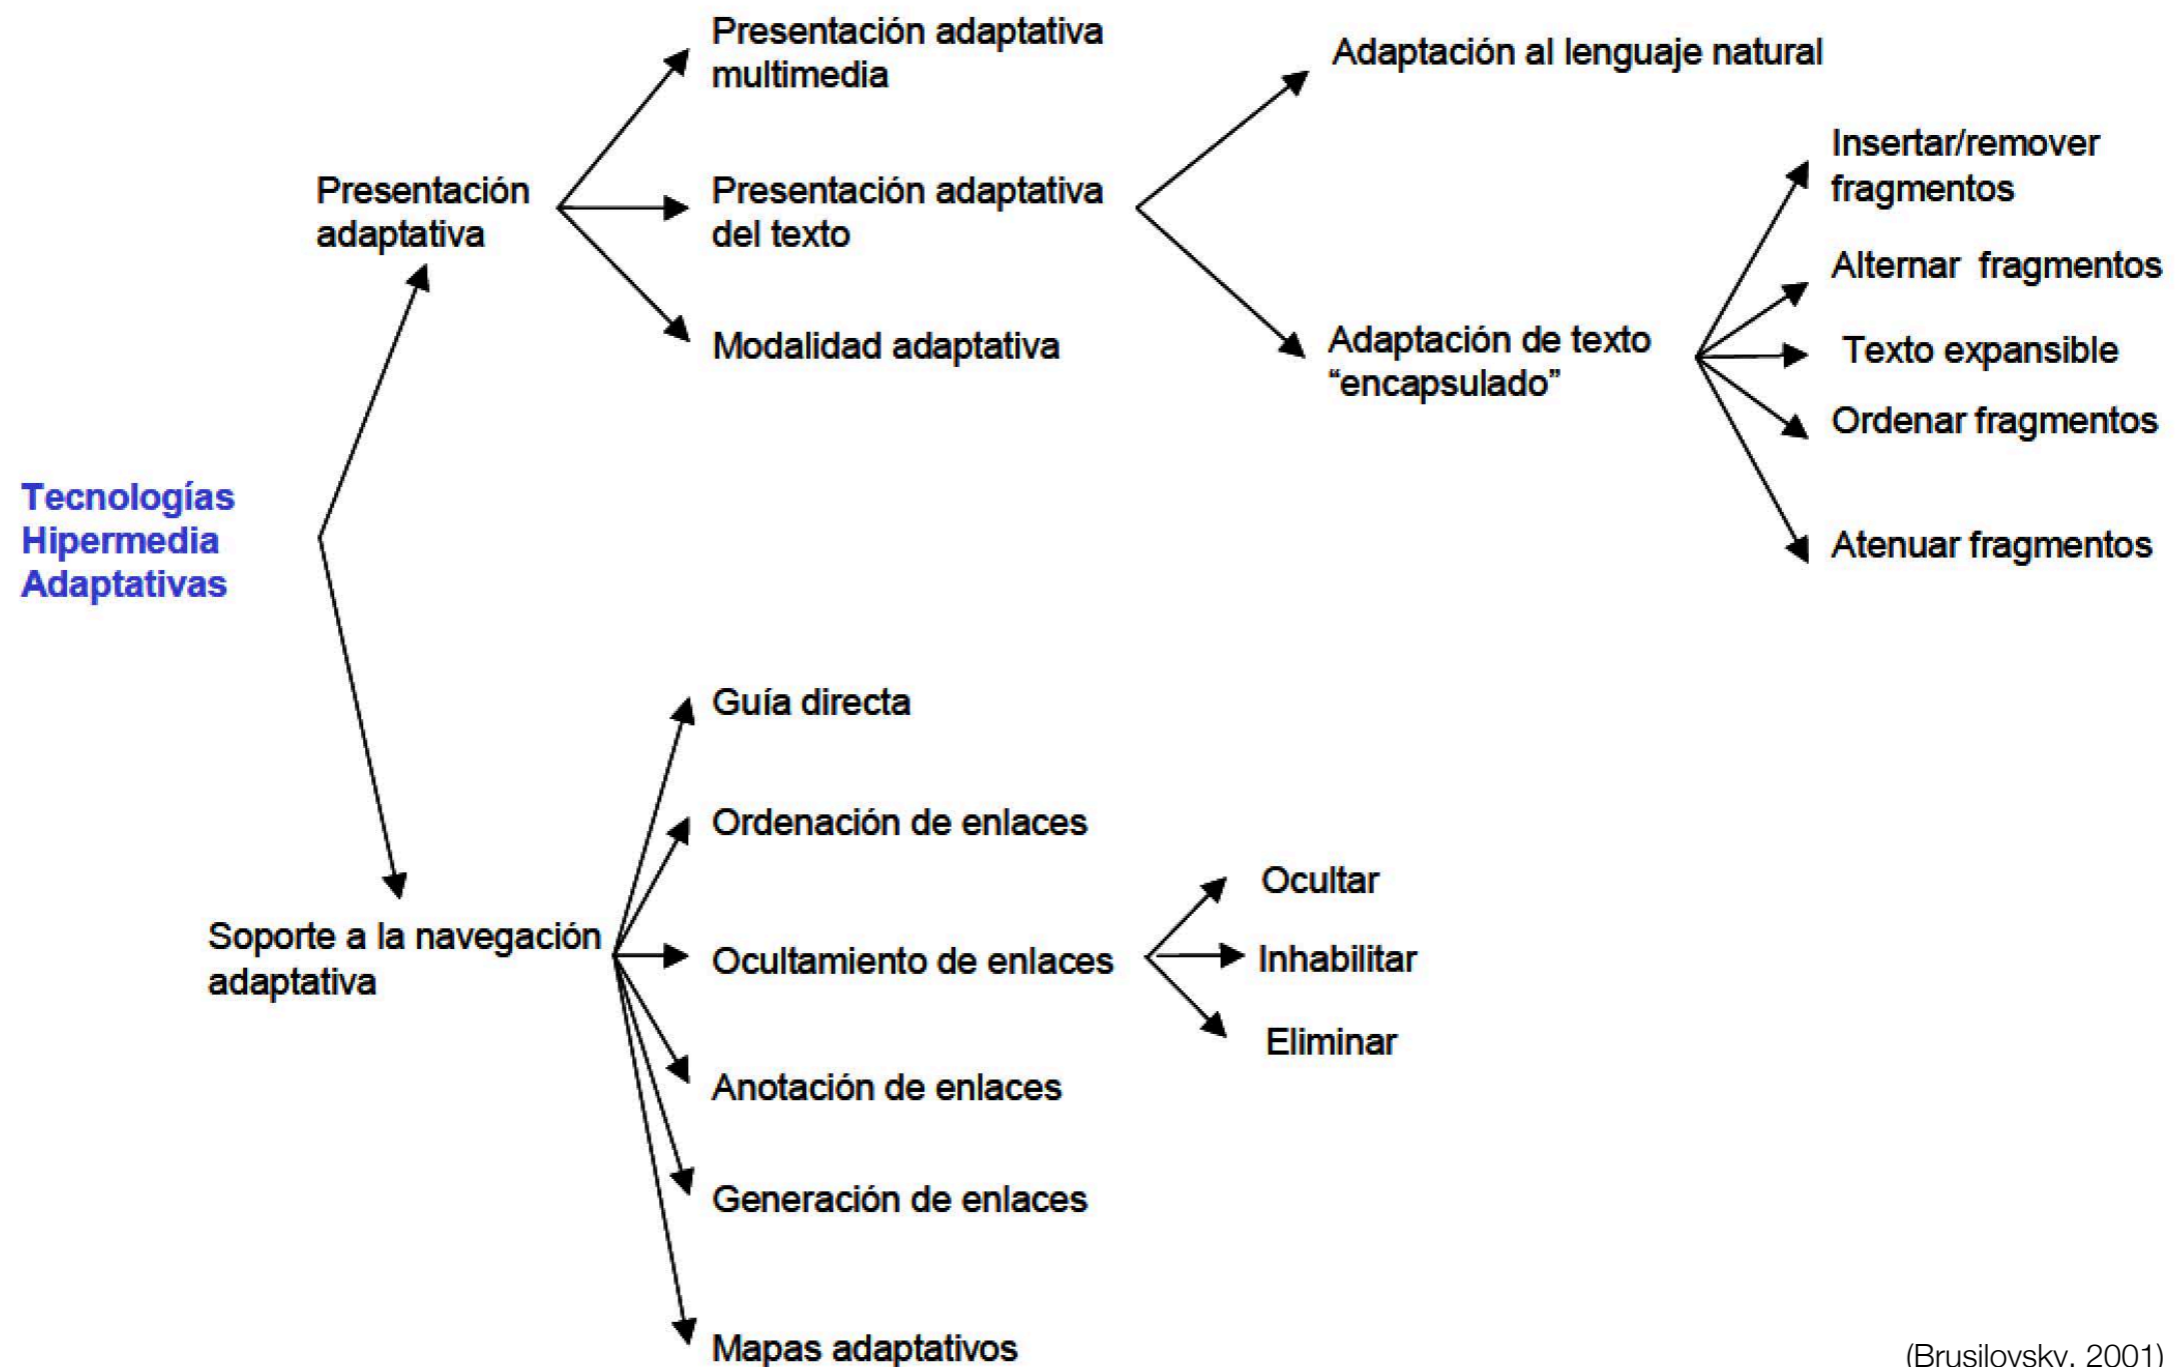 Tecnologías
Hipermedia
Adaptativas
Presentación
adaptativa
Presentación adaptativa
multimedia
Presentación adaptativa
del texto
Modalidad adaptativa
Adaptación al lenguaje natural
Adaptación de texto
“encapsulado”
Insertar/remover
fragmentos
Alternar fragmentos
Texto expansible
Ordenar fragmentos
Atenuar fragmentos
Soporte a la navegación
adaptativa
Guía directa
Ordenación de enlaces
Ocultamiento de enlaces
Ocultar
Inhabilitar
Eliminar
Anotación de enlaces
Generación de enlaces
Mapas adaptativos
(Brusilovsky, 2001)